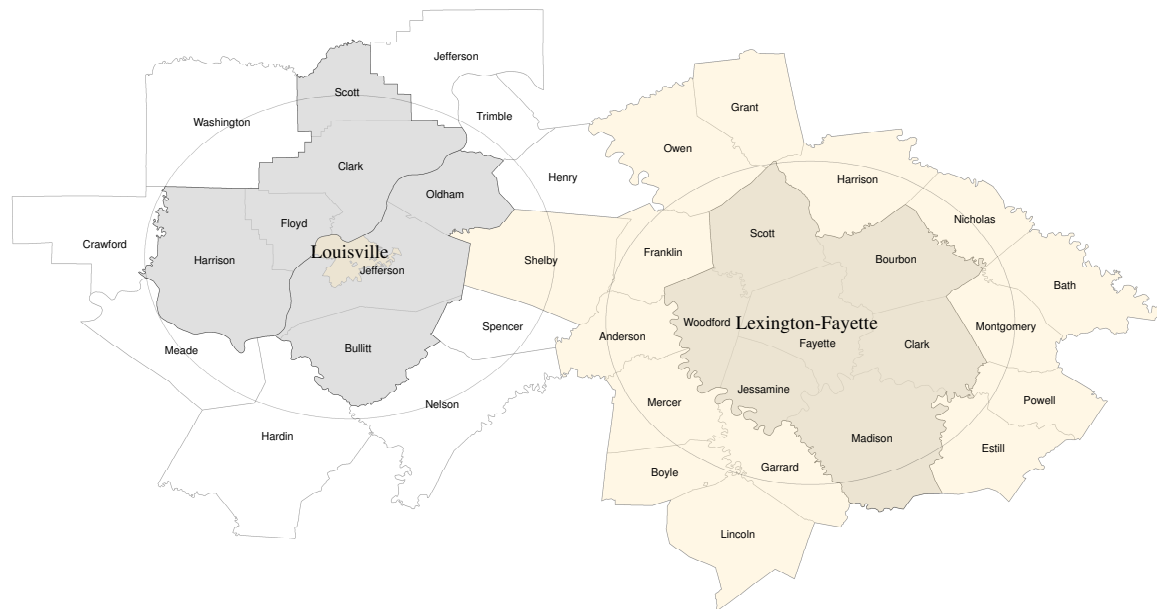 Jefferson
Scott
Grant
Trimble
Washington
Owen
Clark
Henry
Harrison
Oldham
Nicholas
Floyd
Scott
Crawford
Louisville
Franklin
Harrison
Shelby
Bourbon
Jefferson
Bath
Woodford
Lexington-Fayette
Spencer
Montgomery
Anderson
Fayette
Clark
Bullitt
Meade
Jessamine
Nelson
Mercer
Powell
Hardin
Madison
Estill
Boyle
Garrard
Lincoln